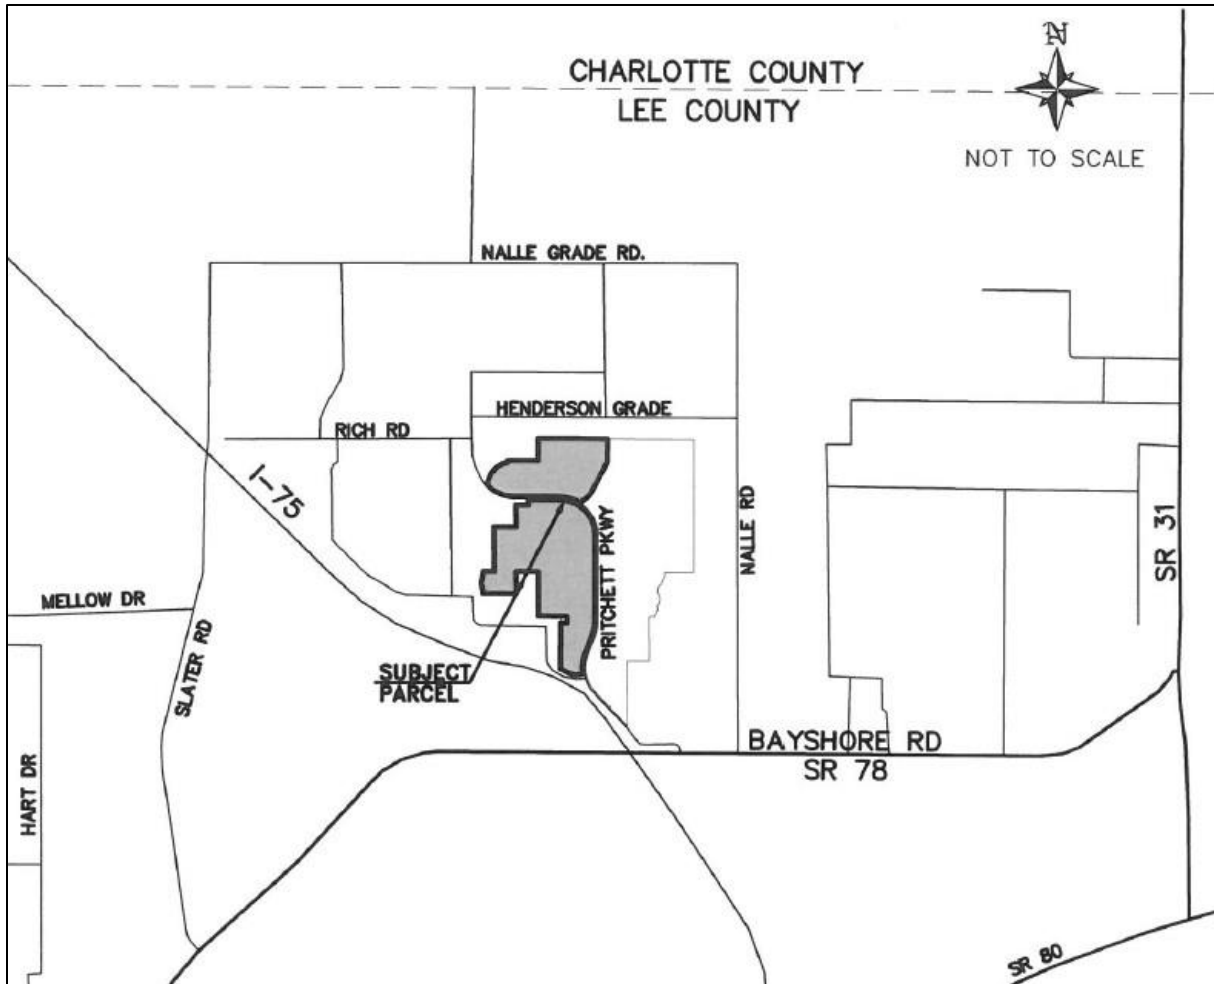 N
CHARLOTTE COUNTY
LEE COUNTY
NOT TO SCALE
NALLE GRADE RD.
HENDERSON GRADE
RICH RD
I-75
NALLE RD
SR 31
PRITCHETT PKWY
MELLOW DR
SLATER RD
SUBJECT
PARCEL
BAYSHORE RD
SR 78
HART DR
SR 80